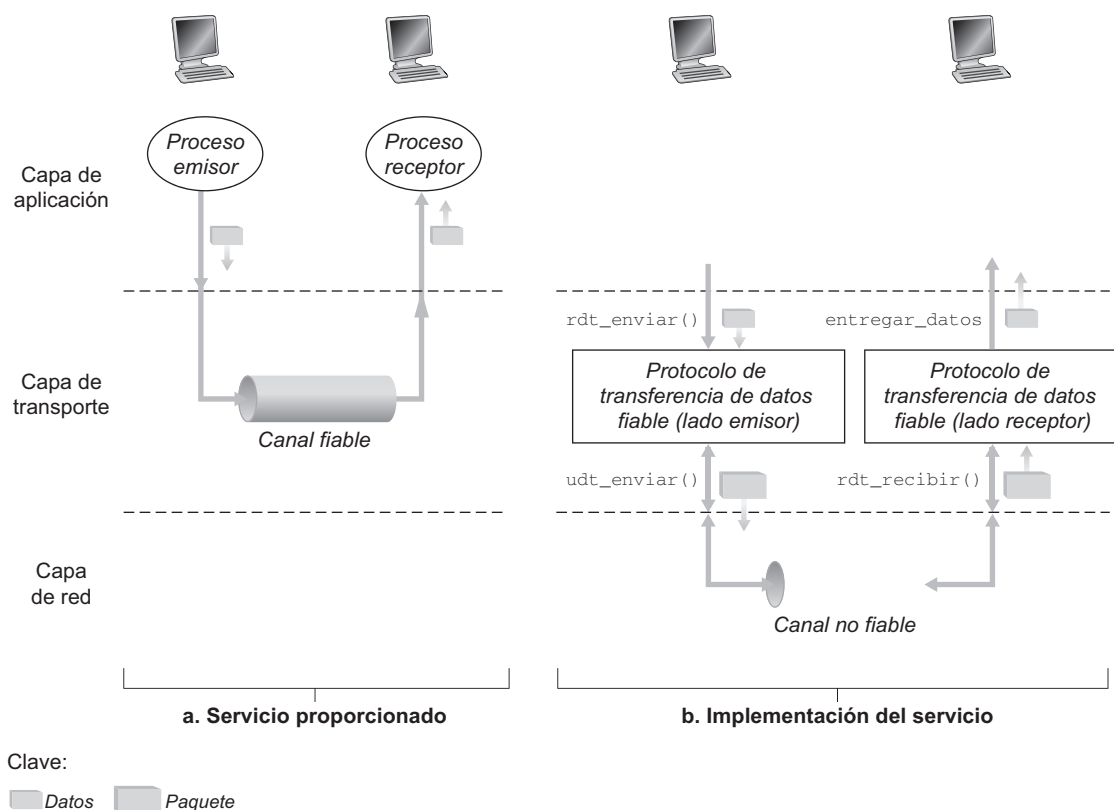 Proceso
emisor
Proceso
receptor
Capa de
aplicación
rdt_enviar()
entregar_datos
Capa de
transporte
Canal fiable
Protocolo de
transferencia de datos
fiable (lado emisor)
Protocolo de
transferencia de datos
fiable (lado receptor)
udt_enviar()
rdt_recibir()
Capa
de red
Canal no fiable
a. Servicio proporcionado
b. Implementación del servicio
Clave:
Datos
Paquete